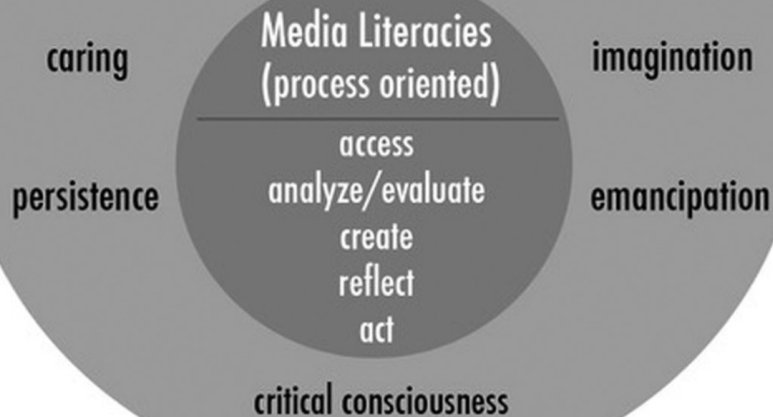 caring
Media Literacies
(process oriented)
imagination
access
analyze/evaluate
persistence
emancipation
create
reflect
act
critical consciousness